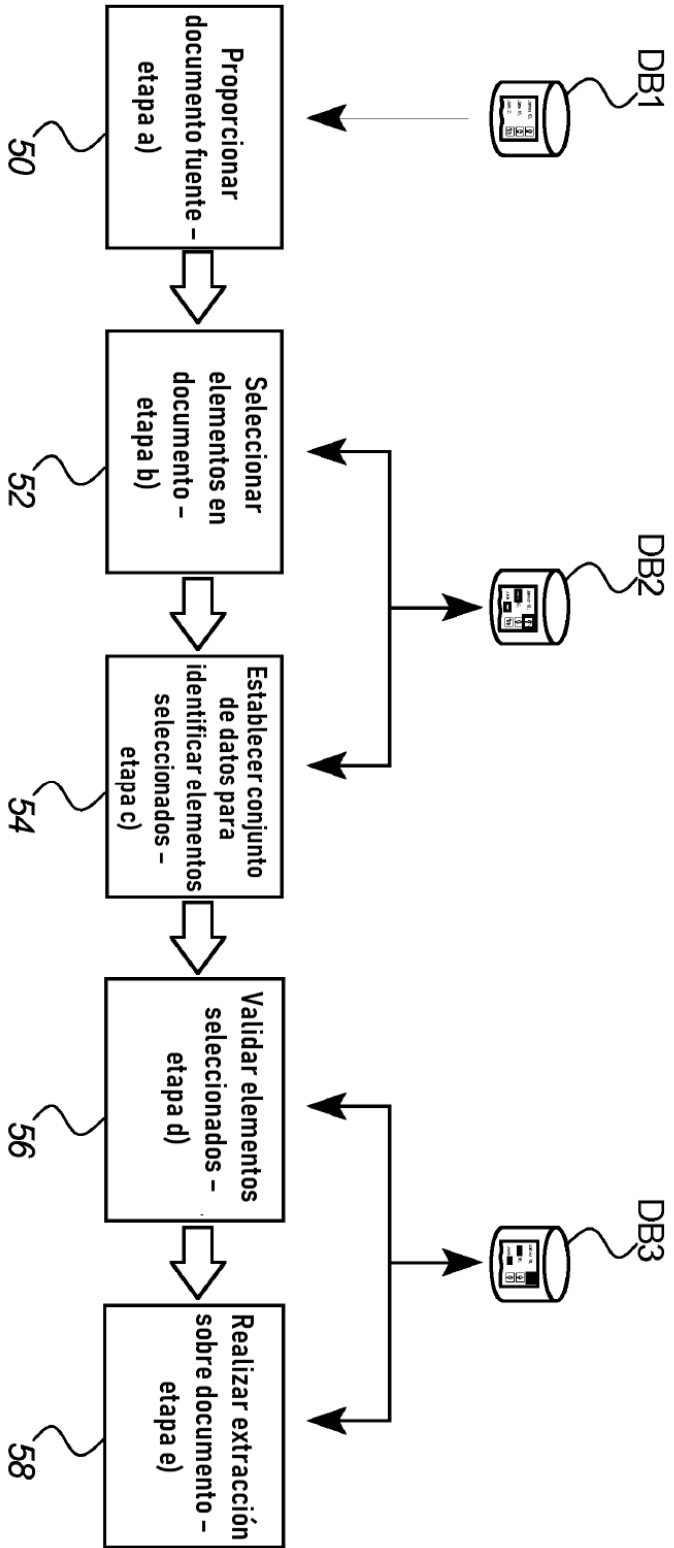 DB1
DB2
DB3
Proporcionar
documento fuente –
etapa a)
Seleccionar
elementos en
documento –
etapa b)
Establecer conjunto
de datos para
identificar elementos
seleccionados –
etapa c)
Validar elementos
seleccionados –
etapa d)
Realizar extracción
sobre documento –
etapa e)
50
52
54
56
58